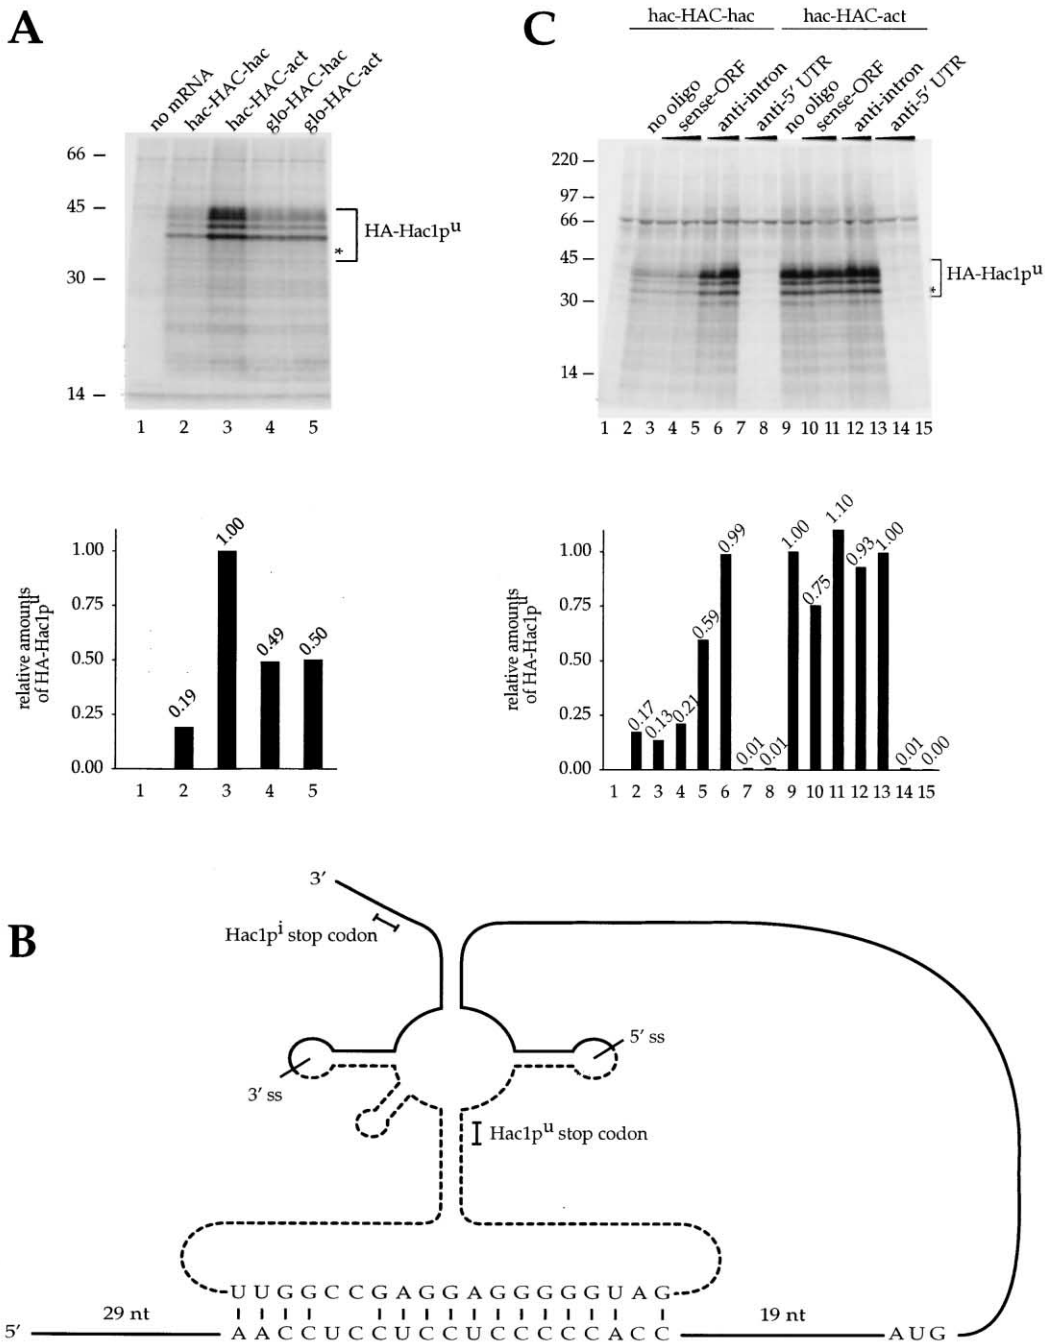 A
no mRNA
hac-HAC-hac
hac-HAC-act
glo-HAC-hac
glo-HAC-act
66
45
30
14
HA-Hac1pᵘ
*
1 2 3 4 5
relative amounts
of HA-Hac1pᵘ
1.00
0.75
0.50
0.25
0.00
0.19
1.00
0.49
0.50
1 2 3 4 5
C
hac-HAC-hac hac-HAC-act
no oligo
sense-ORF
anti-intron
anti-5′ UTR
no oligo
sense-ORF
anti-intron
anti-5′ UTR
220
97
66
45
30
14
HA-Hac1pᵘ
*
1 2 3 4 5 6 7 8 9 10 11 12 13 14 15
relative amounts
of HA-Hac1pᵘ
1.00
0.75
0.50
0.25
0.00
0.17
0.13
0.21
0.59
0.99
0.01
0.01
1.00
0.75
1.10
0.93
1.00
0.01
0.00
1 2 3 4 5 6 7 8 9 10 11 12 13 14 15
B
3′
Hac1pⁱ stop codon
5′ ss
3′ ss
Hac1pᵘ stop codon
U U G G C C G A G G A G G G G G U A G
29 nt
19 nt
5′
A A C C U C C U C C U C C C C C A C C
A U G